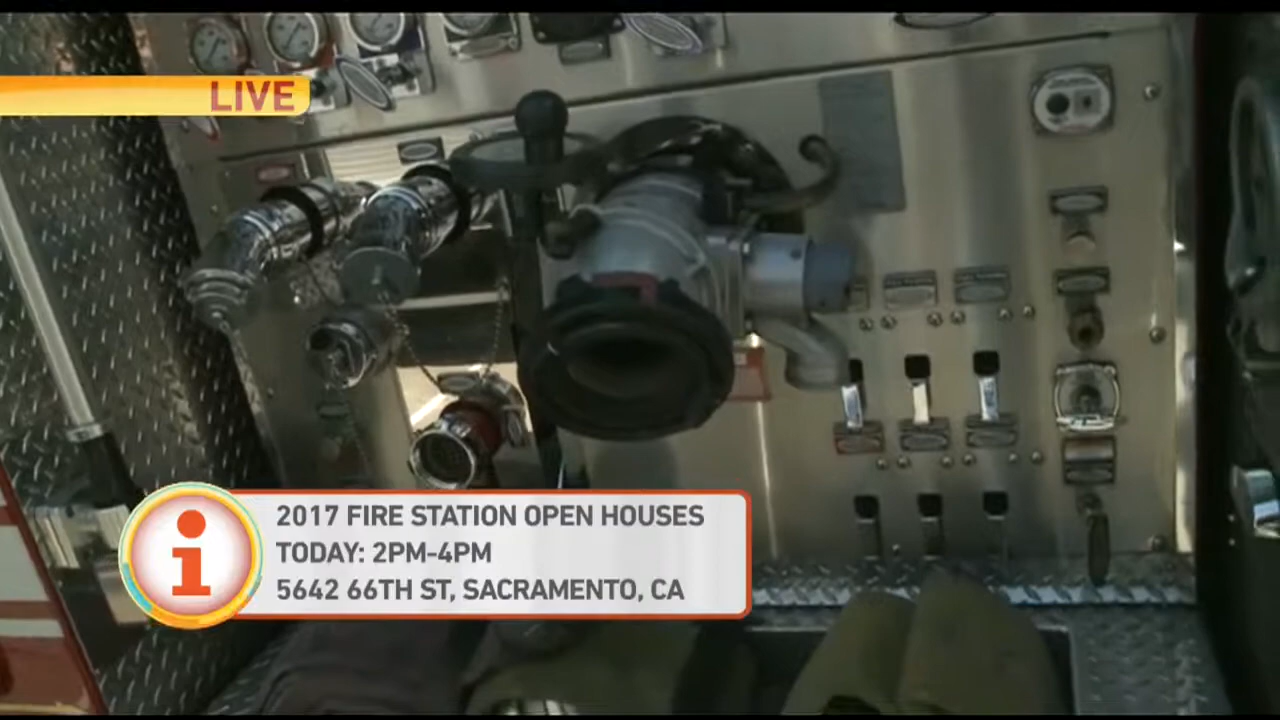 LIVE
2017 FIRE STATION OPEN HOUSES
TODAY: 2PM-4PM
5642 66TH ST, SACRAMENTO, CA